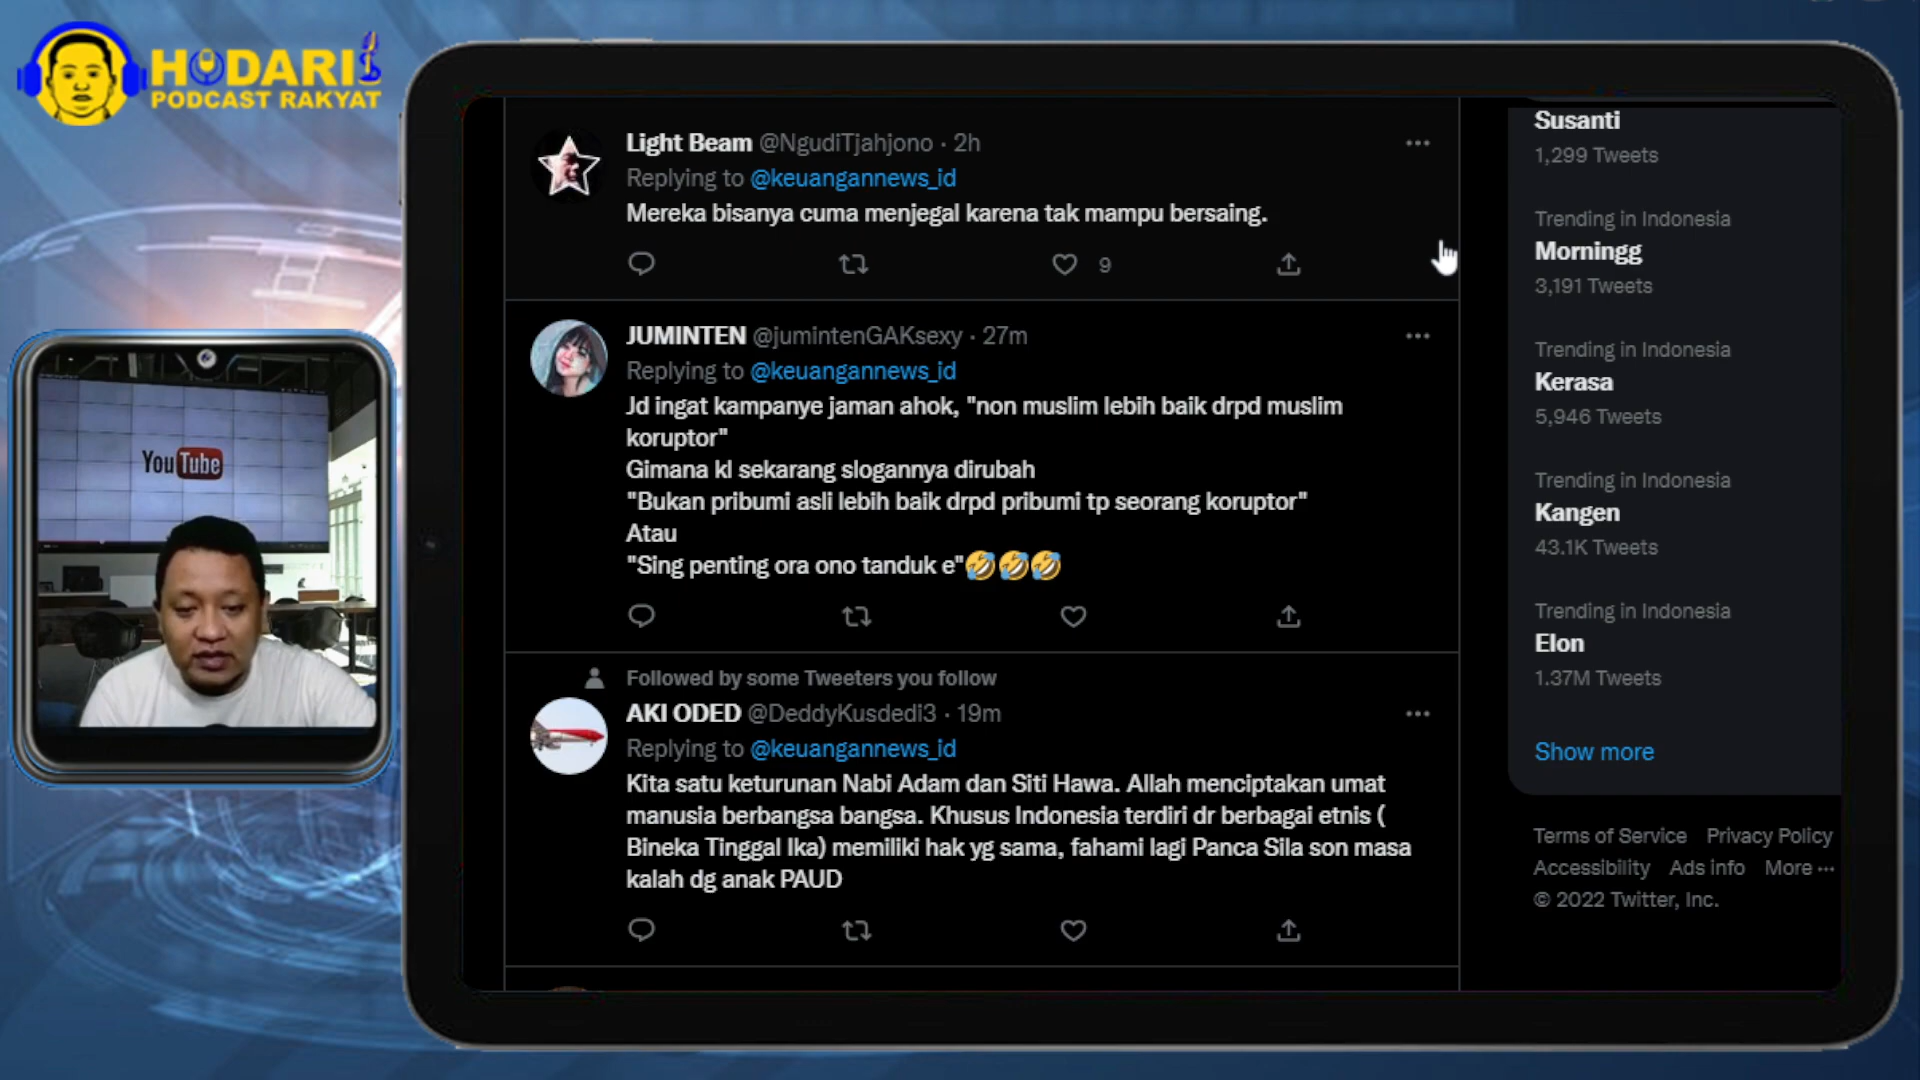 HODARI
PODCAST RAKYAT
YouTube
Light Beam @NgudiTjahjono · 2h
Replying to @keuangannews_id
Mereka bisanya cuma menjegal karena tak mampu bersaing.
9
JUMINTEN @jumintenGAKsexy · 27m
Replying to @keuangannews_id
Jd ingat kampanye jaman ahok, "non muslim lebih baik drpd muslim
koruptor"
Gimana kl sekarang slogannya dirubah
"Bukan pribumi asli lebih baik drpd pribumi tp seorang koruptor"
Atau
"Sing penting ora ono tanduk e"🤣🤣🤣
Followed by some Tweeters you follow
AKI ODED @DeddyKusdedi3 · 19m
Replying to @keuangannews_id
Kita satu keturunan Nabi Adam dan Siti Hawa. Allah menciptakan umat
manusia berbangsa bangsa. Khusus Indonesia terdiri dr berbagai etnis (
Bineka Tinggal Ika) memiliki hak yg sama, fahami lagi Panca Sila son masa
kalah dg anak PAUD
Susanti
1,299 Tweets
Trending in Indonesia
Morningg
3,191 Tweets
Trending in Indonesia
Kerasa
5,946 Tweets
Trending in Indonesia
Kangen
43.1K Tweets
Trending in Indonesia
Elon
1.37M Tweets
Show more
Terms of Service Privacy Policy
Accessibility Ads info More ···
© 2022 Twitter, Inc.